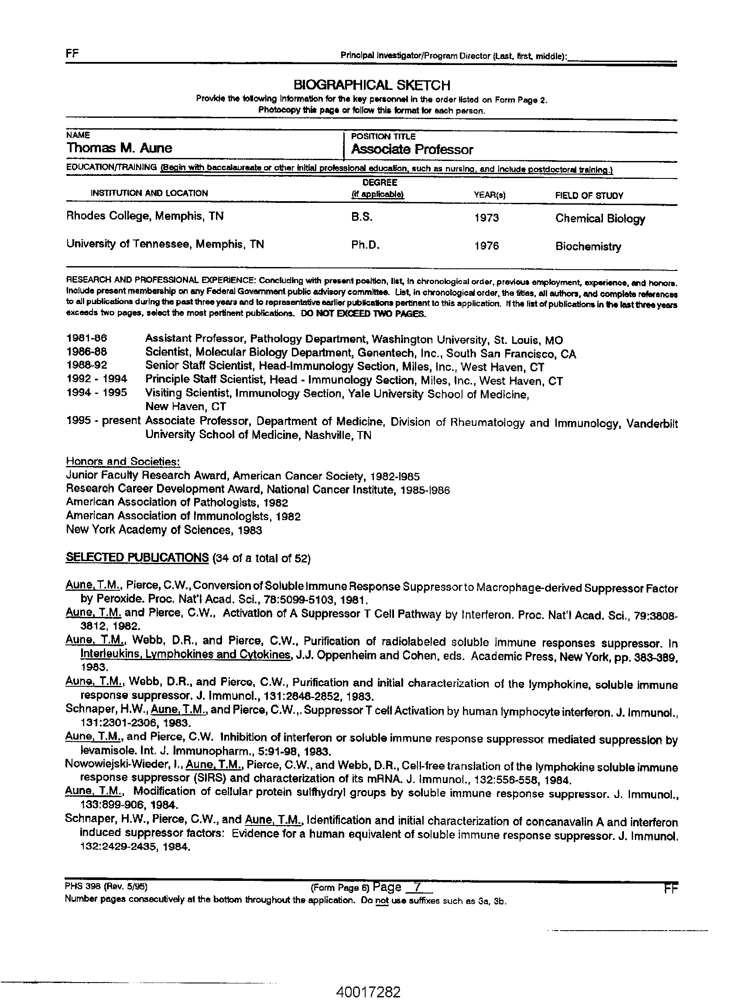 FF
Principal Investigator/Program Director (Last, first, middle):
BIOGRAPHICAL SKETCH
Provide the following information for the key personnel in the order listed on Form Page 2.
Photocopy this page or follow this format for each person.
NAME
POSITION TITLE
Thomas M. Aune
Associate Professor
EDUCATION/TRAINING (Begin with baccalaureate or other initial professional education, such as nursing, and include postdoctoral training.)
INSTITUTION AND LOCATION
DEGREE
(if applicable)
YEAR(s)
FIELD OF STUDY
Rhodes College, Memphis, TN B.S. 1973 Chemical Biology
University of Tennessee, Memphis, TN Ph.D. 1976 Biochemistry
RESEARCH AND PROFESSIONAL EXPERIENCE: Concluding with present position, list, in chronological order, previous employment, experience, and honors.
Include present membership on any Federal Government public advisory committee. List, in chronological order, the titles, all authors, and complete references
to all publications during the past three years and to representative earlier publications pertinent to this application. If the list of publications in the last three years
exceeds two pages, select the most pertinent publications. DO NOT EXCEED TWO PAGES.
1981-86 Assistant Professor, Pathology Department, Washington University, St. Louis, MO
1986-88 Scientist, Molecular Biology Department, Genentech, Inc., South San Francisco, CA
1988-92 Senior Staff Scientist, Head-Immunology Section, Miles, Inc., West Haven, CT
1992 - 1994 Principle Staff Scientist, Head - Immunology Section, Miles, Inc., West Haven, CT
1994 - 1995 Visiting Scientist, Immunology Section, Yale University School of Medicine,
New Haven, CT
1995 - present Associate Professor, Department of Medicine, Division of Rheumatology and Immunology, Vanderbilt
University School of Medicine, Nashville, TN
Honors and Societies:
Junior Faculty Research Award, American Cancer Society, 1982-l985
Research Career Development Award, National Cancer Institute, 1985-l986
American Association of Pathologists, 1982
American Association of Immunologists, 1982
New York Academy of Sciences, 1983
SELECTED PUBLICATIONS (34 of a total of 52)
Aune, T.M., Pierce, C.W., Conversion of Soluble Immune Response Suppressor to Macrophage-derived Suppressor Factor
by Peroxide. Proc. Nat'l Acad. Sci., 78:5099-5103, 1981.
Aune, T.M. and Pierce, C.W., Activation of A Suppressor T Cell Pathway by Interferon. Proc. Nat'l Acad. Sci., 79:3808-
3812, 1982.
Aune, T.M., Webb, D.R., and Pierce, C.W., Purification of radiolabeled soluble immune responses suppressor. In
Interleukins, Lymphokines and Cytokines, J.J. Oppenheim and Cohen, eds. Academic Press, New York, pp. 383-389,
1983.
Aune, T.M., Webb, D.R., and Pierce, C.W., Purification and initial characterization of the lymphokine, soluble immune
response suppressor. J. Immunol., 131:2848-2852, 1983.
Schnaper, H.W., Aune, T.M., and Pierce, C.W.,. Suppressor T cell Activation by human lymphocyte interferon. J. Immunol.,
131:2301-2306, 1983.
Aune, T.M., and Pierce, C.W. Inhibition of interferon or soluble immune response suppressor mediated suppression by
levamisole. Int. J. Immunopharm., 5:91-98, 1983.
Nowowiejski-Wieder, I., Aune, T.M., Pierce, C.W., and Webb, D.R., Cell-free translation of the lymphokine soluble immune
response suppressor (SIRS) and characterization of its mRNA. J. Immunol., 132:556-558, 1984.
Aune, T.M., Modification of cellular protein sulfhydryl groups by soluble immune response suppressor. J. Immunol.,
133:899-906, 1984.
Schnaper, H.W., Pierce, C.W., and Aune, T.M., Identification and initial characterization of concanavalin A and interferon
induced suppressor factors: Evidence for a human equivalent of soluble immune response suppressor. J. Immunol.
132:2429-2435, 1984.
PHS 398 (Rev. 5/95) (Form Page 6) Page 7 FF
Number pages consecutively at the bottom throughout the application. Do not use suffixes such as 3a, 3b.
40017282